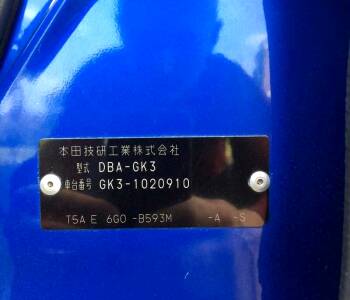 本田技研工業株式会社
型式 DBA-GK3
車台番号 GK3-1020910
T5A E 6G0 -B593M -A -S